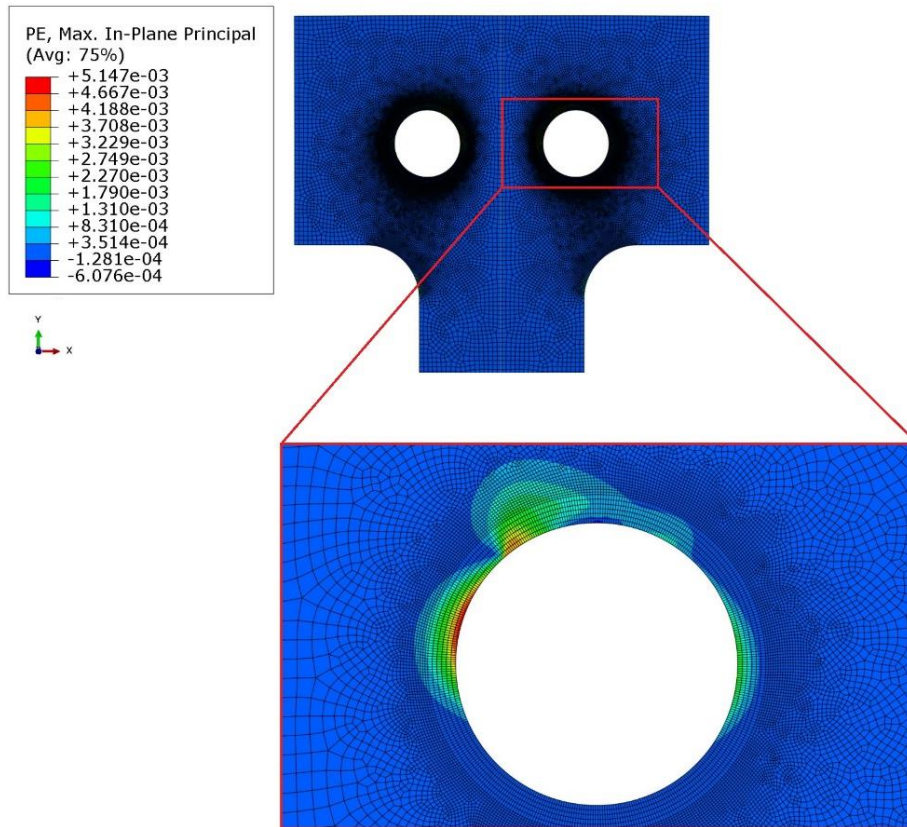 PE, Max. In-Plane Principal
(Avg: 75%)
+5.147e-03
+4.667e-03
+4.188e-03
+3.708e-03
+3.229e-03
+2.749e-03
+2.270e-03
+1.790e-03
+1.310e-03
+8.310e-04
+3.514e-04
-1.281e-04
-6.076e-04
Y
X